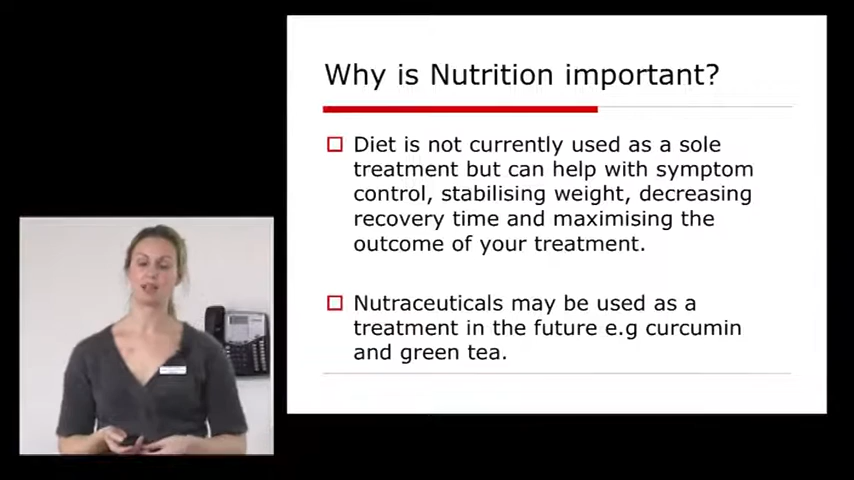 Why is Nutrition important?
Diet is not currently used as a sole
treatment but can help with symptom
control, stabilising weight, decreasing
recovery time and maximising the
outcome of your treatment.
Nutraceuticals may be used as a
treatment in the future e.g curcumin
and green tea.